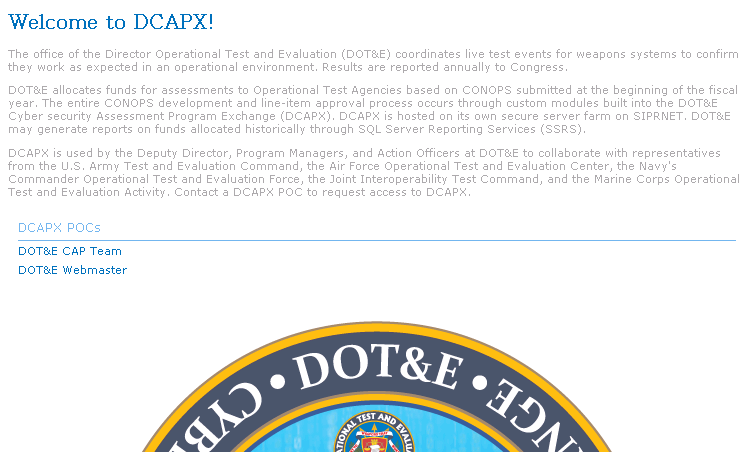 Welcome to DCAPX!
The office of the Director Operational Test and Evaluation (DOT&E) coordinates live test events for weapons systems to confirm
they work as expected in an operational environment. Results are reported annually to Congress.
DOT&E allocates funds for assessments to Operational Test Agencies based on CONOPS submitted at the beginning of the fiscal
year. The entire CONOPS development and line-item approval process occurs through custom modules built into the DOT&E
Cyber security Assessment Program Exchange (DCAPX). DCAPX is hosted on its own secure server farm on SIPRNET. DOT&E
may generate reports on funds allocated historically through SQL Server Reporting Services (SSRS).
DCAPX is used by the Deputy Director, Program Managers, and Action Officers at DOT&E to collaborate with representatives
from the U.S. Army Test and Evaluation Command, the Air Force Operational Test and Evaluation Center, the Navy's
Commander Operational Test and Evaluation Force, the Joint Interoperability Test Command, and the Marine Corps Operational
Test and Evaluation Activity. Contact a DCAPX POC to request access to DCAPX.
DCAPX POCs
DOT&E CAP Team
DOT&E Webmaster
• DOT&E •
TEST AND